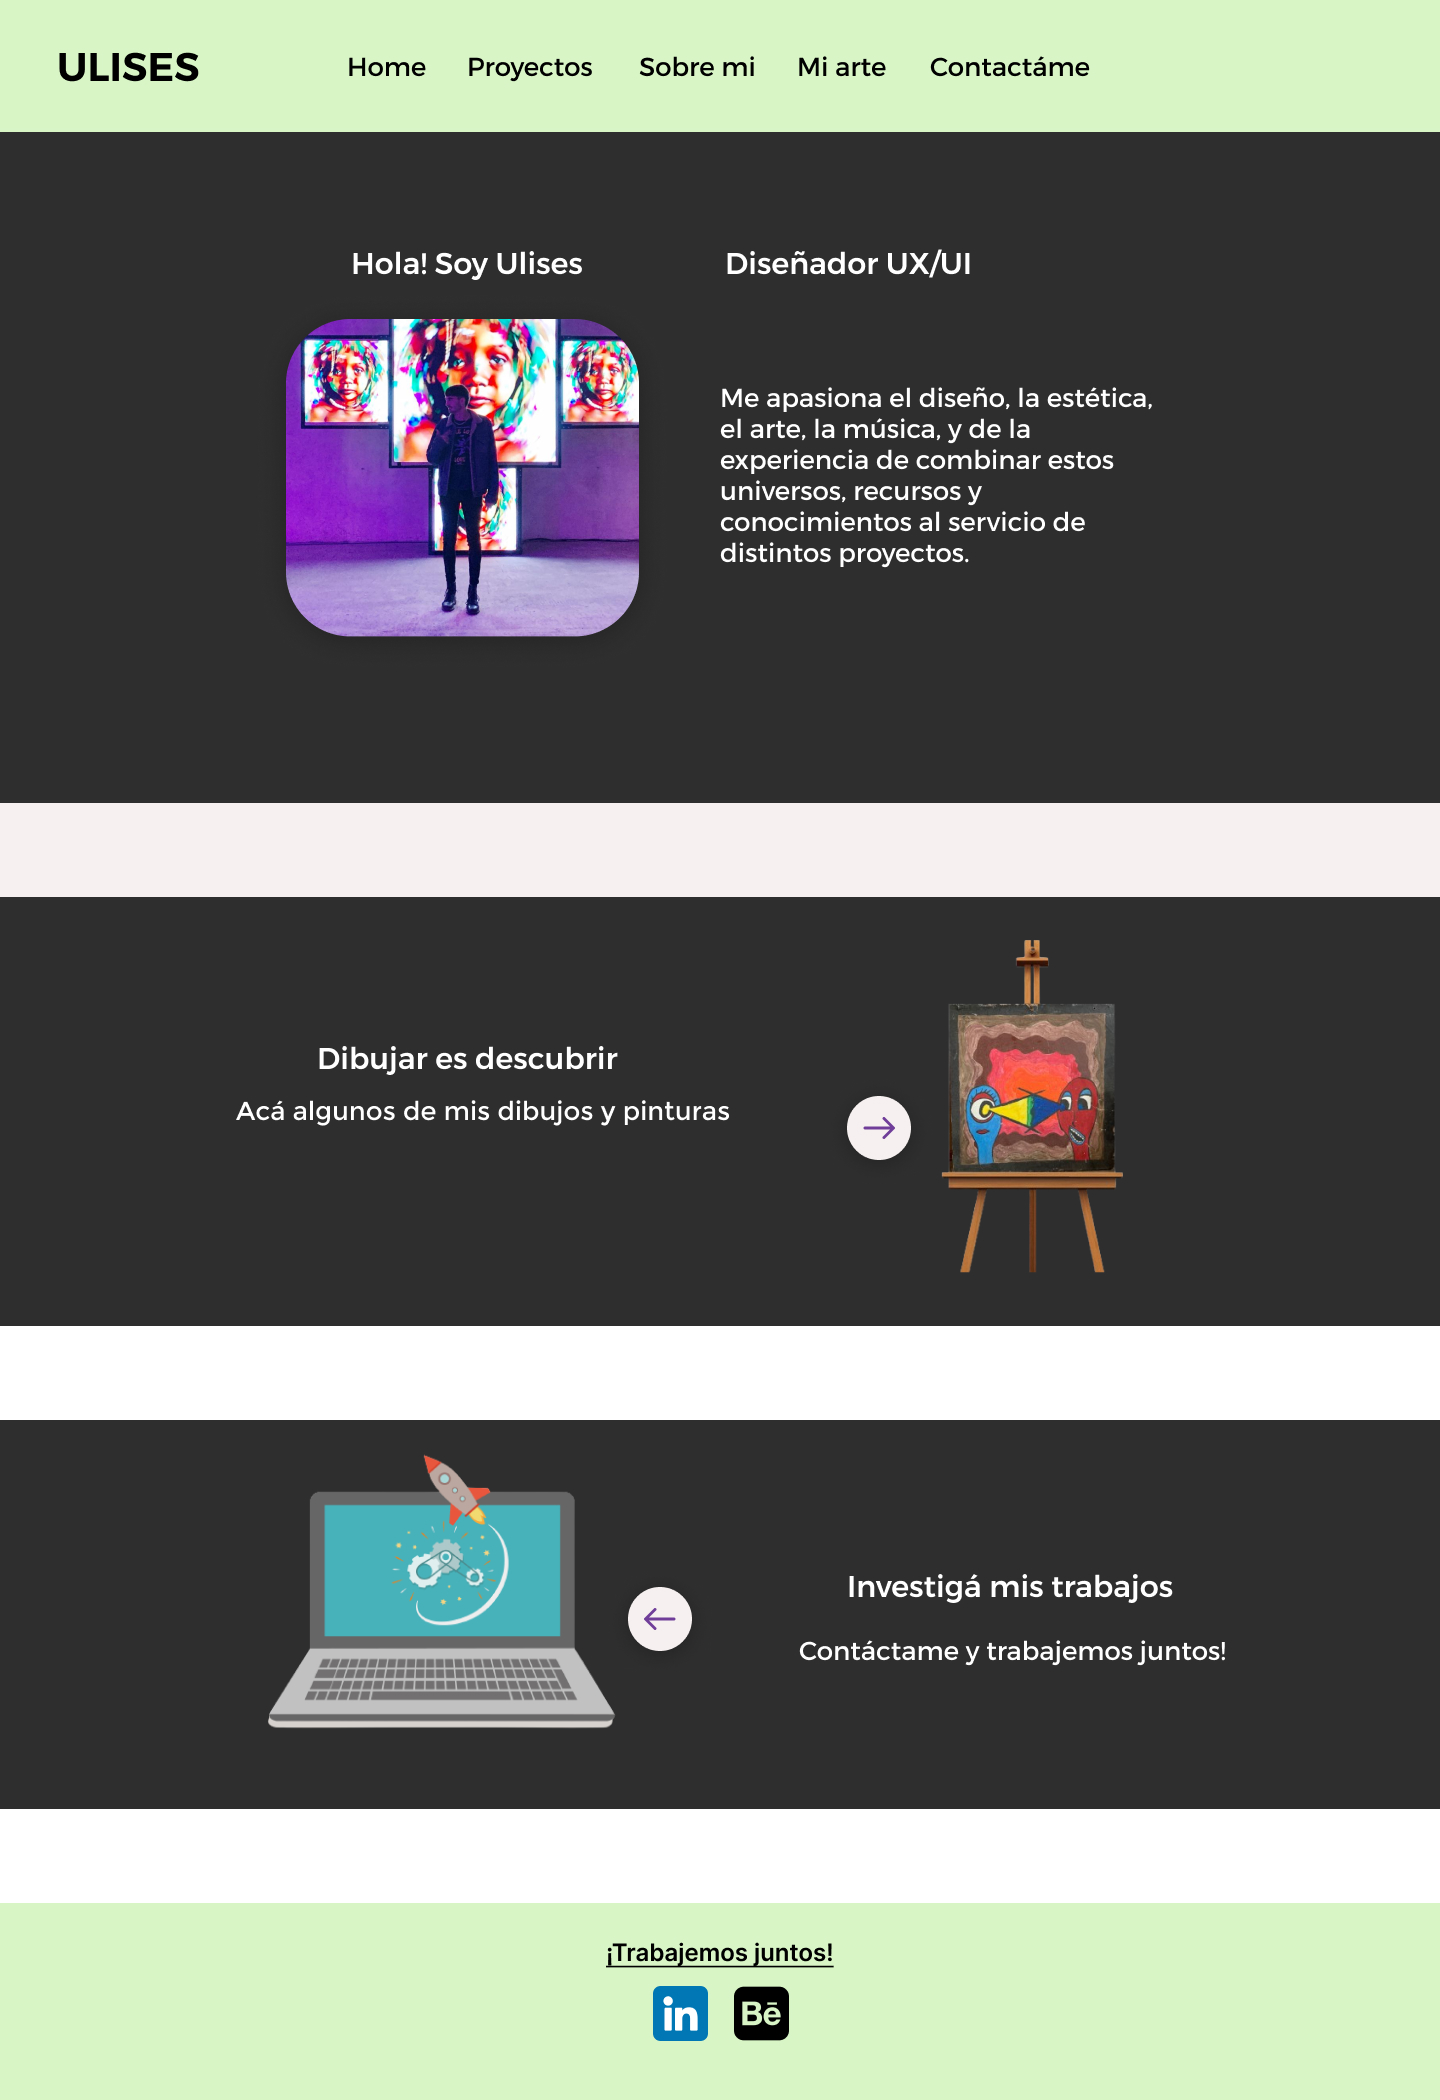 ULISES
Home Proyectos Sobre mi Mi arte Contactáme
Hola! Soy Ulises
Diseñador UX/UI
Me apasiona el diseño, la estética,
el arte, la música, y de la
experiencia de combinar estos
universos, recursos y
conocimientos al servicio de
distintos proyectos.
Dibujar es descubrir
Acá algunos de mis dibujos y pinturas
Investigá mis trabajos
Contáctame y trabajemos juntos!
¡Trabajemos juntos!
in Bē